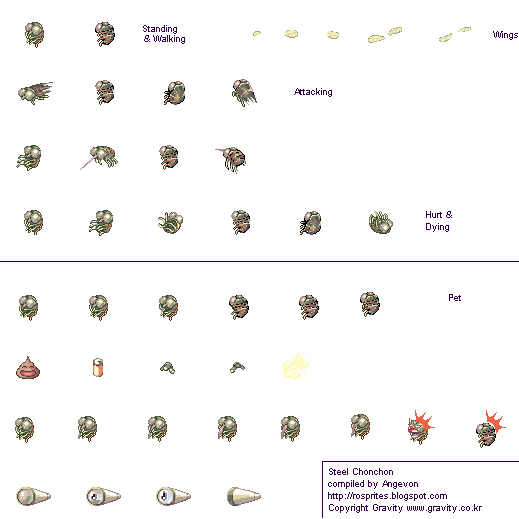 Standing
& Walking
Wings
Attacking
Hurt &
Dying
Pet
Steel Chonchon
compiled by Angevon
http://rosprites.blogspot.com
Copyright Gravity www.gravity.co.kr